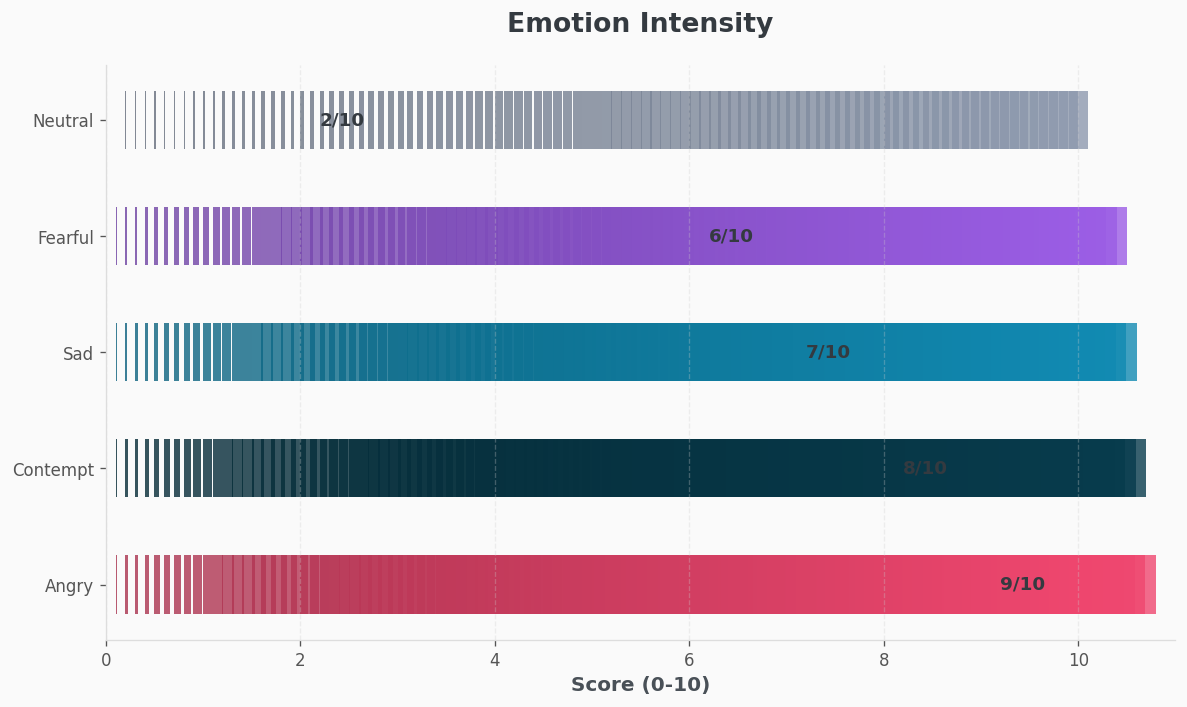 Emotion Intensity
Neutral
2/10
Fearful
6/10
Sad
7/10
Contempt
8/10
Angry
9/10
0 2 4 6 8 10
Score (0-10)